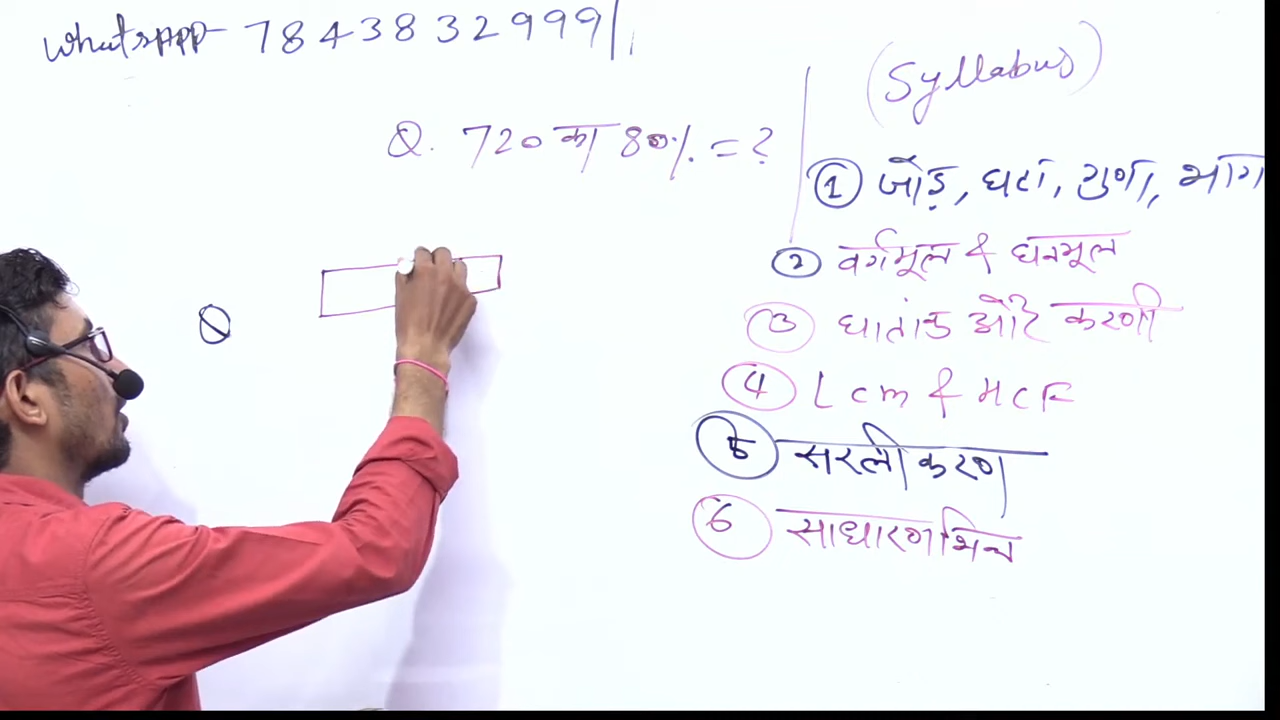 Whatsapp - 7843832999
Q. 720 का 80% = ?
Q
(Syllabus)
① जोड़, घटा, गुणा, भाग
② वर्गमूल & घनमूल
③ घातांक और करणी
④ Lcm & HCF
⑤ सरलीकरण
⑥ साधारण भिन्न